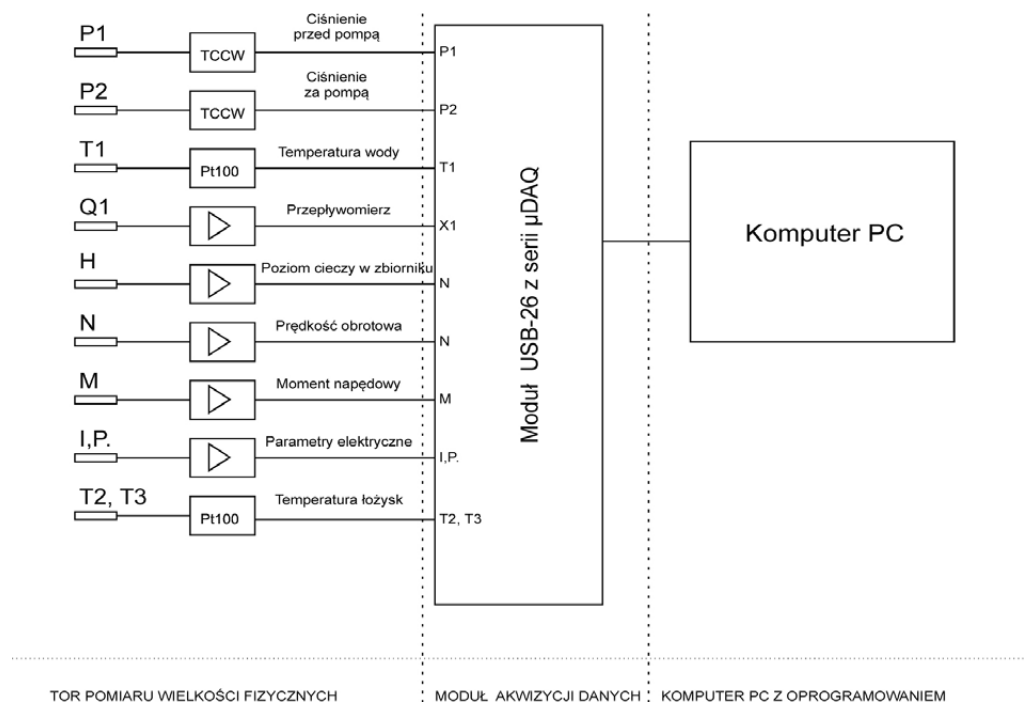 Ciśnienie
przed pompą
P1
TCCW
P1
Ciśnienie
za pompą
P2
TCCW
P2
T1
Temperatura wody
Pt100
T1
Q1
Przepływomierz
X1
H
Poziom cieczy w zbiorniku
N
N
Prędkość obrotowa
N
M
Moment napędowy
M
I,P.
Parametry elektryczne
I,P.
T2, T3
Temperatura łożysk
Pt100
T2, T3
Moduł USB-26 z serii µDAQ
Komputer PC
TOR POMIARU WIELKOŚCI FIZYCZNYCH
MODUŁ AKWIZYCJI DANYCH
KOMPUTER PC Z OPROGRAMOWANIEM